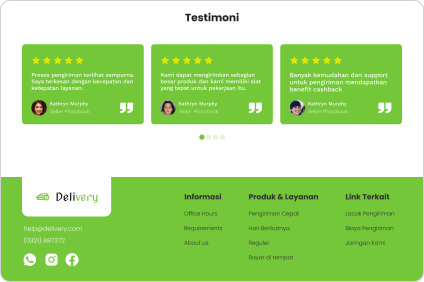 Testimoni
Proses pengiriman terlihat sempurna.
Saya terkesan dengan kecepatan dan
ketepatan layanan.
Kathryn Murphy
Seller Photobook
Kami dapat mengirimkan sebagian
besar produk dan kami memiliki alat
yang tepat untuk pekerjaan itu.
Kathryn Murphy
Seller Photobook
Banyak kemudahan dan support
untuk pengiriman mendapatkan
benefit cashback
Kathryn Murphy
Seller Photobook
Delivery
help@delivery.com
(0321) 887372
Informasi
Office Hours
Requirements
About us
Produk & Layanan
Pengiriman Cepat
Hari Berikutnya
Reguler
Bayar di tempat
Link Terkait
Lacak Pengiriman
Biaya Pengiriman
Jaringan Kami